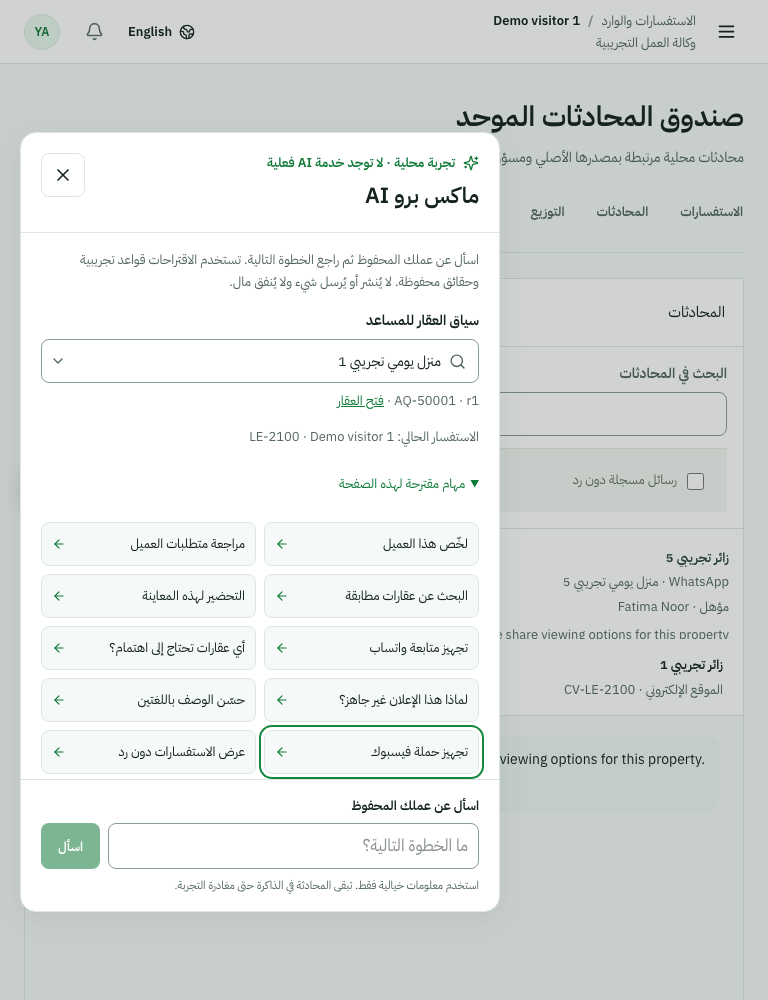 الاستفسارات والوارد / Demo visitor 1
وكالة العمل التجريبية
English
YA
صندوق المحادثات الموحد
محادثات محلية مرتبطة بمصدرها الأصلي
الاستفسارات
المحادثات
التوزيع
المحادثات
البحث في المحادثات
رسائل مسجلة دون رد
زائر تجريبي 5
WhatsApp · منزل يومي تجريبي 5
مؤهل · Fatima Noor
share viewing options for this property
زائر تجريبي 1
الموقع الإلكتروني · CV-LE-2100
viewing options for this property.
تجربة محلية · لا توجد خدمة AI فعلية
ماكس برو AI
اسأل عن عملك المحفوظ ثم راجع الخطوة التالية. تستخدم الاقتراحات قواعد تجريبية
وحقائق محفوظة. لا يُنشر أو يُرسل شيء ولا يُنفق مال.
سياق العقار للمساعد
منزل يومي تجريبي 1
AQ-50001 · r1 · فتح العقار
الاستفسار الحالي: LE-2100 · Demo visitor 1
▼ مهام مقترحة لهذه الصفحة
لخّص هذا العميل
مراجعة متطلبات العميل
البحث عن عقارات مطابقة
التحضير لهذه المعاينة
تجهيز متابعة واتساب
أي عقارات تحتاج إلى اهتمام؟
لماذا هذا الإعلان غير جاهز؟
حسّن الوصف باللغتين
تجهيز حملة فيسبوك
عرض الاستفسارات دون رد
اسأل عن عملك المحفوظ
ما الخطوة التالية؟
اسأل
استخدم معلومات خيالية فقط. تبقى المحادثة في الذاكرة حتى مغادرة التجربة.